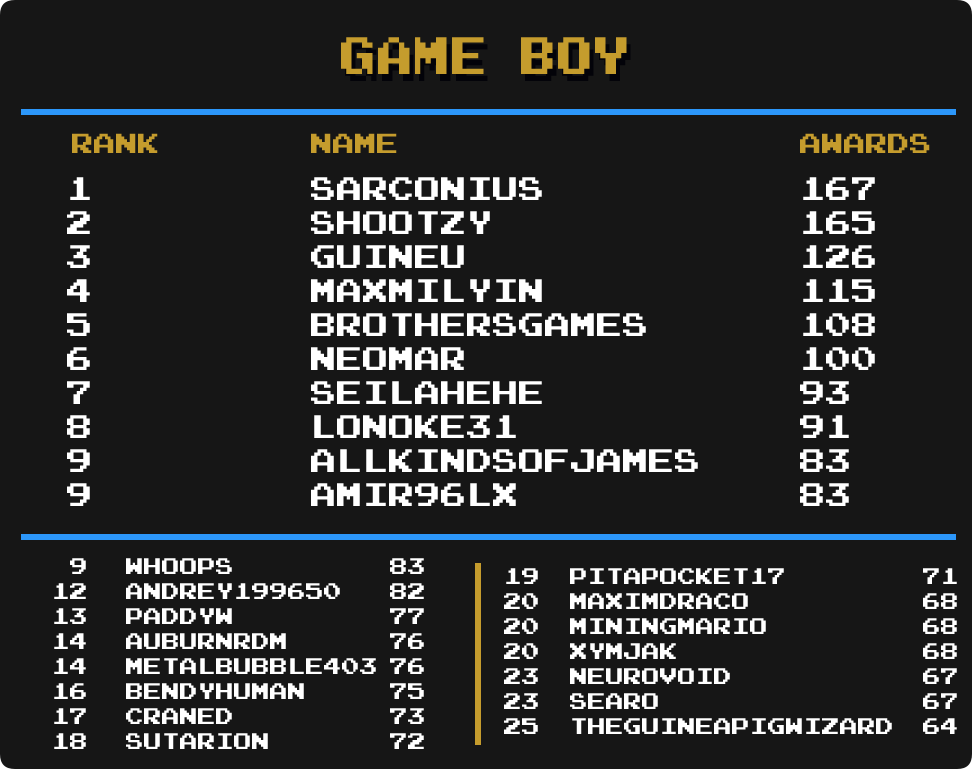 GAME BOY
RANK NAME AWARDS
1 SARCONIUS 167
2 SHOOTZY 165
3 GUINEU 126
4 MAXMILYIN 115
5 BROTHERSGAMES 108
6 NEOMAR 100
7 SEILAHEHE 93
8 LONOKE31 91
9 ALLKINDSOFJAMES 83
9 AMIR96LX 83
9 WHOOPS 83
12 ANDREY199650 82
13 PADDYW 77
14 AUBURNRDM 76
14 METALBUBBLE403 76
16 BENDYHUMAN 75
17 CRANED 73
18 SUTARION 72
19 PITAPOCKET17 71
20 MAXIMDRACO 68
20 MININGMARIO 68
20 XYMJAK 68
23 NEUROVOID 67
23 SEARO 67
25 THEGUINEAPIGWIZARD 64